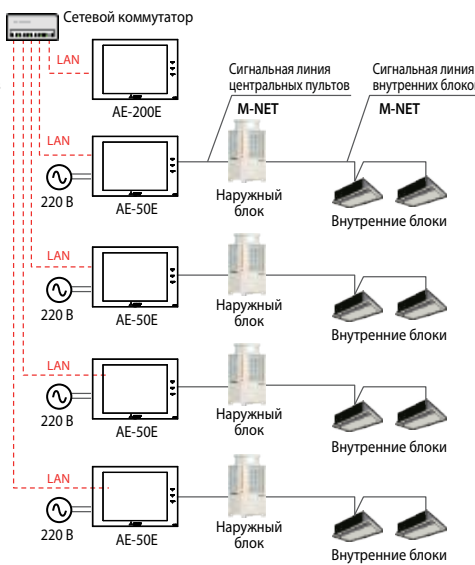 Сетевой коммутатор
LAN
AE-200E
Сигнальная линия
центральных пультов
M-NET
Сигнальная линия
внутренних блоков
M-NET
LAN
220 В
AE-50E
Наружный
блок
Внутренние блоки
LAN
220 В
AE-50E
Наружный
блок
Внутренние блоки
LAN
220 В
AE-50E
Наружный
блок
Внутренние блоки
LAN
220 В
AE-50E
Наружный
блок
Внутренние блоки